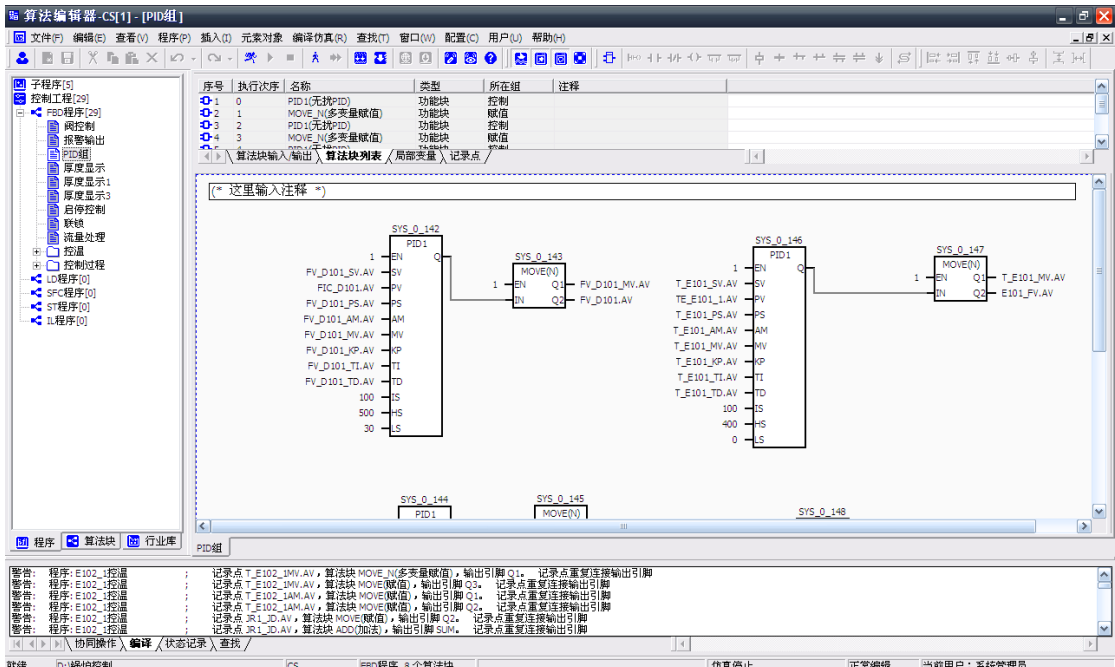 算法编辑器-CS[1] - [PID组]
文件(F) 编辑(E) 查看(V) 程序(P) 插入(I) 元素对象 编译仿真(R) 查找(T) 窗口(W) 配置(C) 用户(U) 帮助(H)
子程序[5]
控制工程[29]
FBD程序[29]
阀控制
报警输出
PID组
厚度显示
厚度显示1
厚度显示3
启停控制
联锁
流量处理
控温
控制过程
LD程序[0]
SFC程序[0]
ST程序[0]
IL程序[0]
程序 算法块 行业库
序号 执行次序 名称 类型 所在组 注释
1 0 PID1(无扰PID) 功能块 控制
2 1 MOVE_N(多变量赋值) 功能块 赋值
3 2 PID1(无扰PID) 功能块 控制
4 3 MOVE_N(多变量赋值) 功能块 赋值
算法块输入/输出 算法块列表 局部变量 记录点
(* 这里输入注释 *)
SYS_0_142
PID1
1 EN Q
FV_D101_SV.AV SV
FIC_D101.AV PV
FV_D101_PS.AV PS
FV_D101_AM.AV AM
FV_D101_MV.AV MV
FV_D101_KP.AV KP
FV_D101_TI.AV TI
FV_D101_TD.AV TD
100 IS
500 HS
30 LS
SYS_0_143
MOVE(N)
1 EN Q1 FV_D101_MV.AV
IN Q2 FV_D101.AV
SYS_0_146
PID1
1 EN Q
T_E101_SV.AV SV
TE_E101_1.AV PV
T_E101_PS.AV PS
T_E101_AM.AV AM
T_E101_MV.AV MV
T_E101_KP.AV KP
T_E101_TI.AV TI
T_E101_TD.AV TD
100 IS
400 HS
0 LS
SYS_0_147
MOVE(N)
1 EN Q1 T_E101_MV.AV
IN Q2 E101_FV.AV
SYS_0_144
PID1
SYS_0_145
MOVE(N)
SYS_0_148
PID组
警告: 程序: E102_1控温 ; 记录点 T_E102_1MV.AV，算法块 MOVE_N(多变量赋值)，输出引脚 Q1。 记录点重复连接输出引脚
警告: 程序: E102_1控温 ; 记录点 T_E102_1MV.AV，算法块 MOVE(赋值)，输出引脚 Q3。 记录点重复连接输出引脚
警告: 程序: E102_1控温 ; 记录点 T_E102_1AM.AV，算法块 MOVE(赋值)，输出引脚 Q1。 记录点重复连接输出引脚
警告: 程序: E102_1控温 ; 记录点 T_E102_1AM.AV，算法块 MOVE(赋值)，输出引脚 Q2。 记录点重复连接输出引脚
警告: 程序: E102_1控温 ; 记录点 JR1_JD.AV，算法块 MOVE(赋值)，输出引脚 Q2。 记录点重复连接输出引脚
警告: 程序: E102_1控温 ; 记录点 JR1_JD.AV，算法块 ADD(加法)，输出引脚 SUM。 记录点重复连接输出引脚
协同操作 编译 状态记录 查找
就绪 CS FBD程序，8 个算法块 仿真停止 正常编辑 当前用户：系统管理员